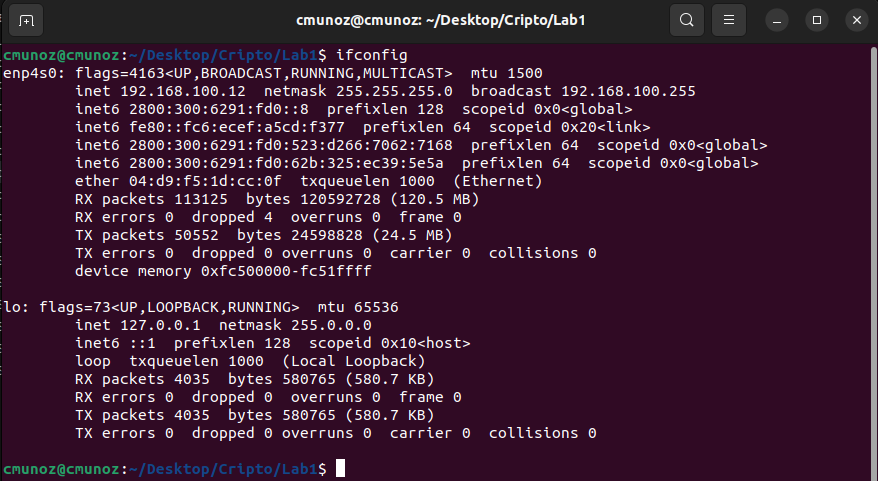 cmunoz@cmunoz: ~/Desktop/Cripto/Lab1
cmunoz@cmunoz:~/Desktop/Cripto/Lab1$ ifconfig
enp4s0: flags=4163<UP,BROADCAST,RUNNING,MULTICAST>  mtu 1500
        inet 192.168.100.12  netmask 255.255.255.0  broadcast 192.168.100.255
        inet6 2800:300:6291:fd0::8  prefixlen 128  scopeid 0x0<global>
        inet6 fe80::fc6:ecef:a5cd:f377  prefixlen 64  scopeid 0x20<link>
        inet6 2800:300:6291:fd0:523:d266:7062:7168  prefixlen 64  scopeid 0x0<global>
        inet6 2800:300:6291:fd0:62b:325:ec39:5e5a  prefixlen 64  scopeid 0x0<global>
        ether 04:d9:f5:1d:cc:0f  txqueuelen 1000  (Ethernet)
        RX packets 113125  bytes 120592728 (120.5 MB)
        RX errors 0  dropped 4  overruns 0  frame 0
        TX packets 50552  bytes 24598828 (24.5 MB)
        TX errors 0  dropped 0 overruns 0  carrier 0  collisions 0
        device memory 0xfc500000-fc51ffff
lo: flags=73<UP,LOOPBACK,RUNNING>  mtu 65536
        inet 127.0.0.1  netmask 255.0.0.0
        inet6 ::1  prefixlen 128  scopeid 0x10<host>
        loop  txqueuelen 1000  (Local Loopback)
        RX packets 4035  bytes 580765 (580.7 KB)
        RX errors 0  dropped 0  overruns 0  frame 0
        TX packets 4035  bytes 580765 (580.7 KB)
        TX errors 0  dropped 0 overruns 0  carrier 0  collisions 0
cmunoz@cmunoz:~/Desktop/Cripto/Lab1$